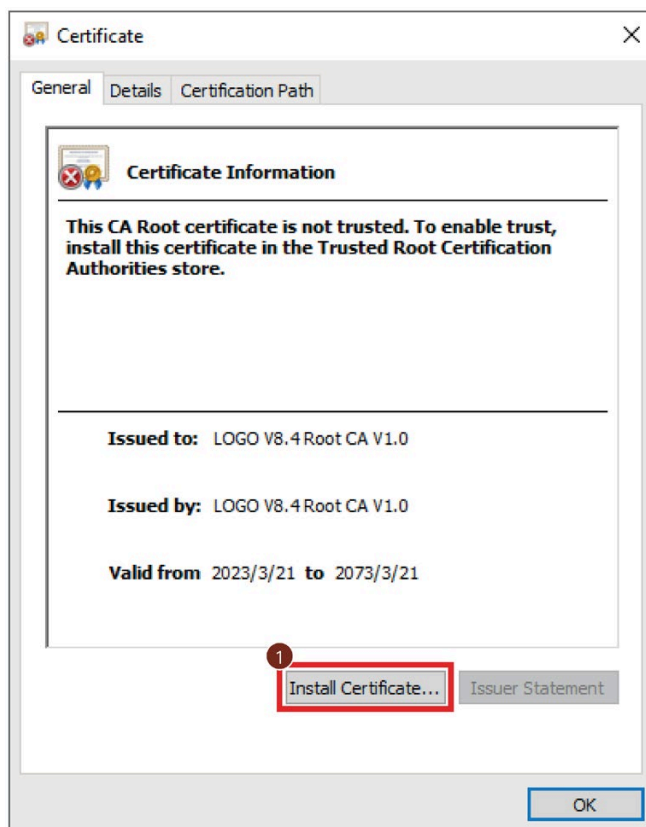 Certificate
General Details Certification Path
Certificate Information
This CA Root certificate is not trusted. To enable trust,
install this certificate in the Trusted Root Certification
Authorities store.
Issued to: LOGO V8.4 Root CA V1.0
Issued by: LOGO V8.4 Root CA V1.0
Valid from 2023/3/21 to 2073/3/21
1
Install Certificate... Issuer Statement
OK